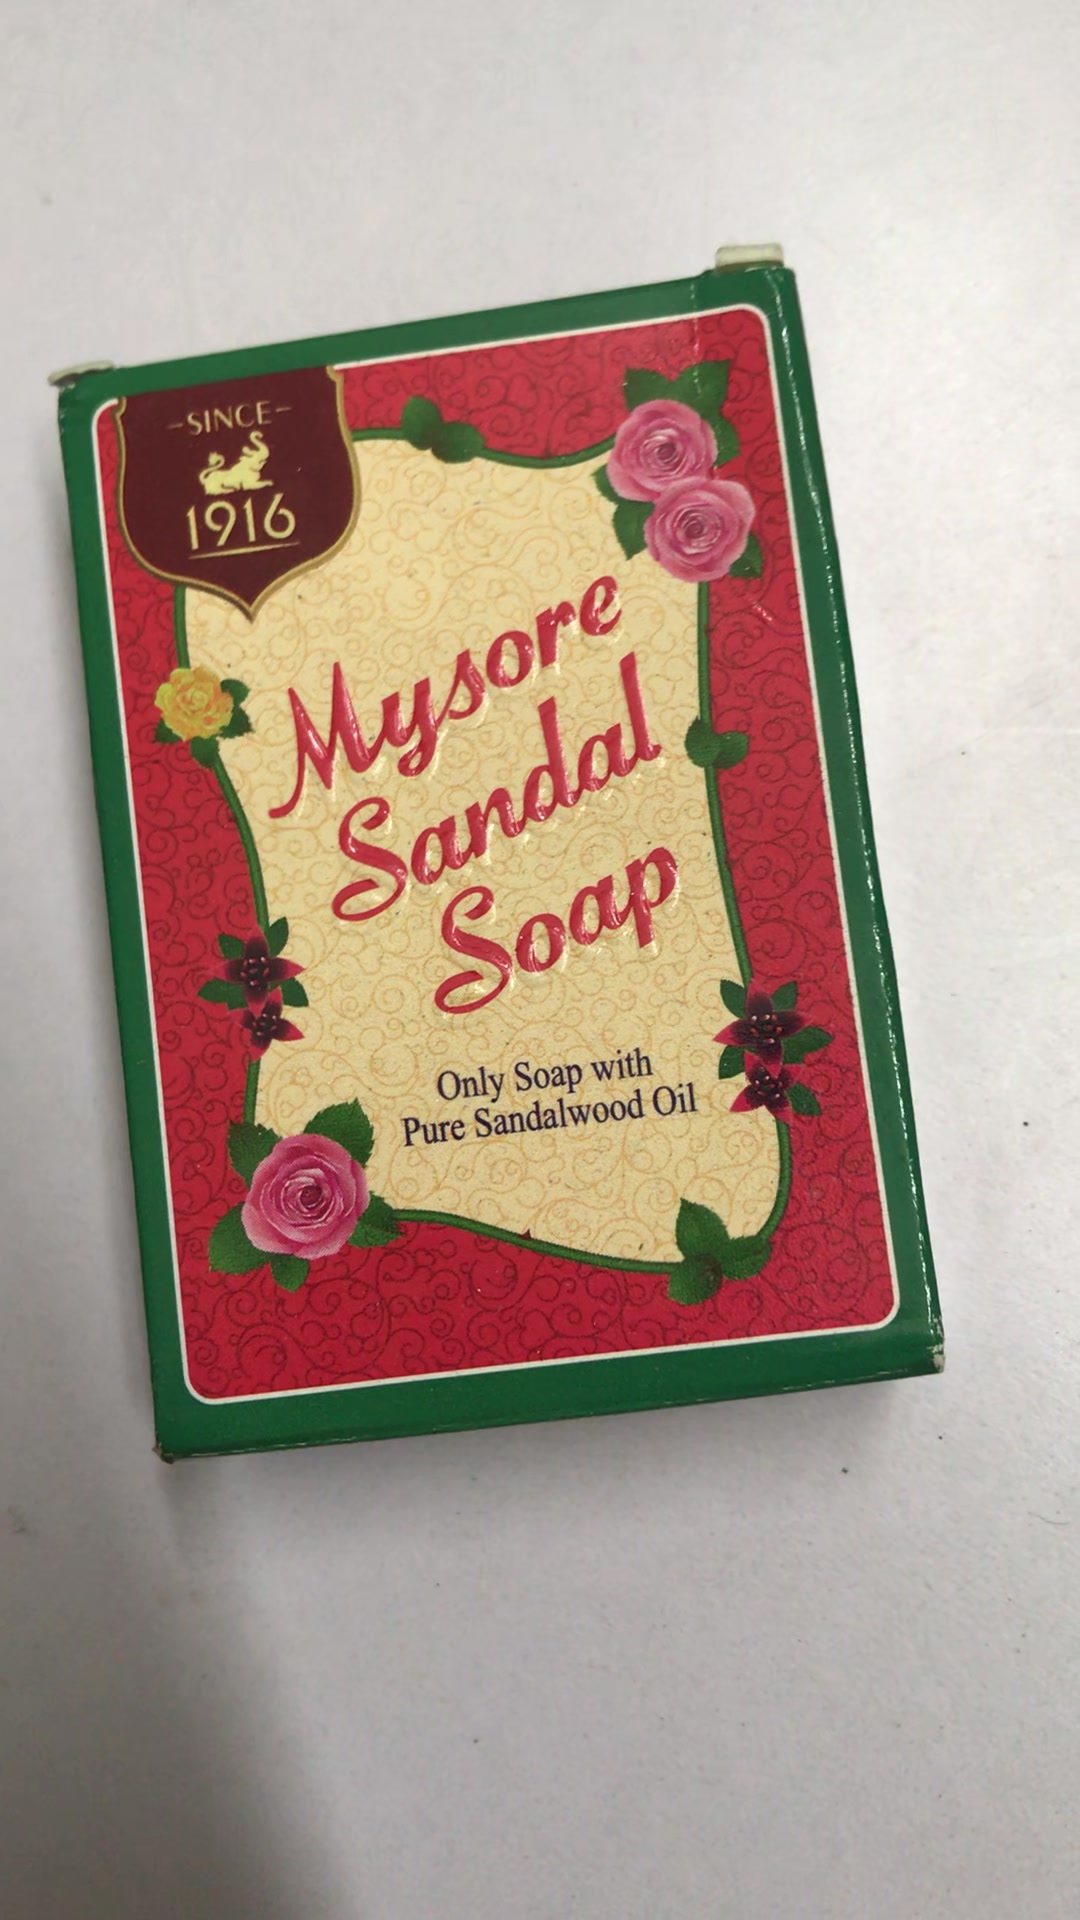 -SINCE-
1916
Mysore
Sandal
Soap
Only Soap with
Pure Sandalwood Oil